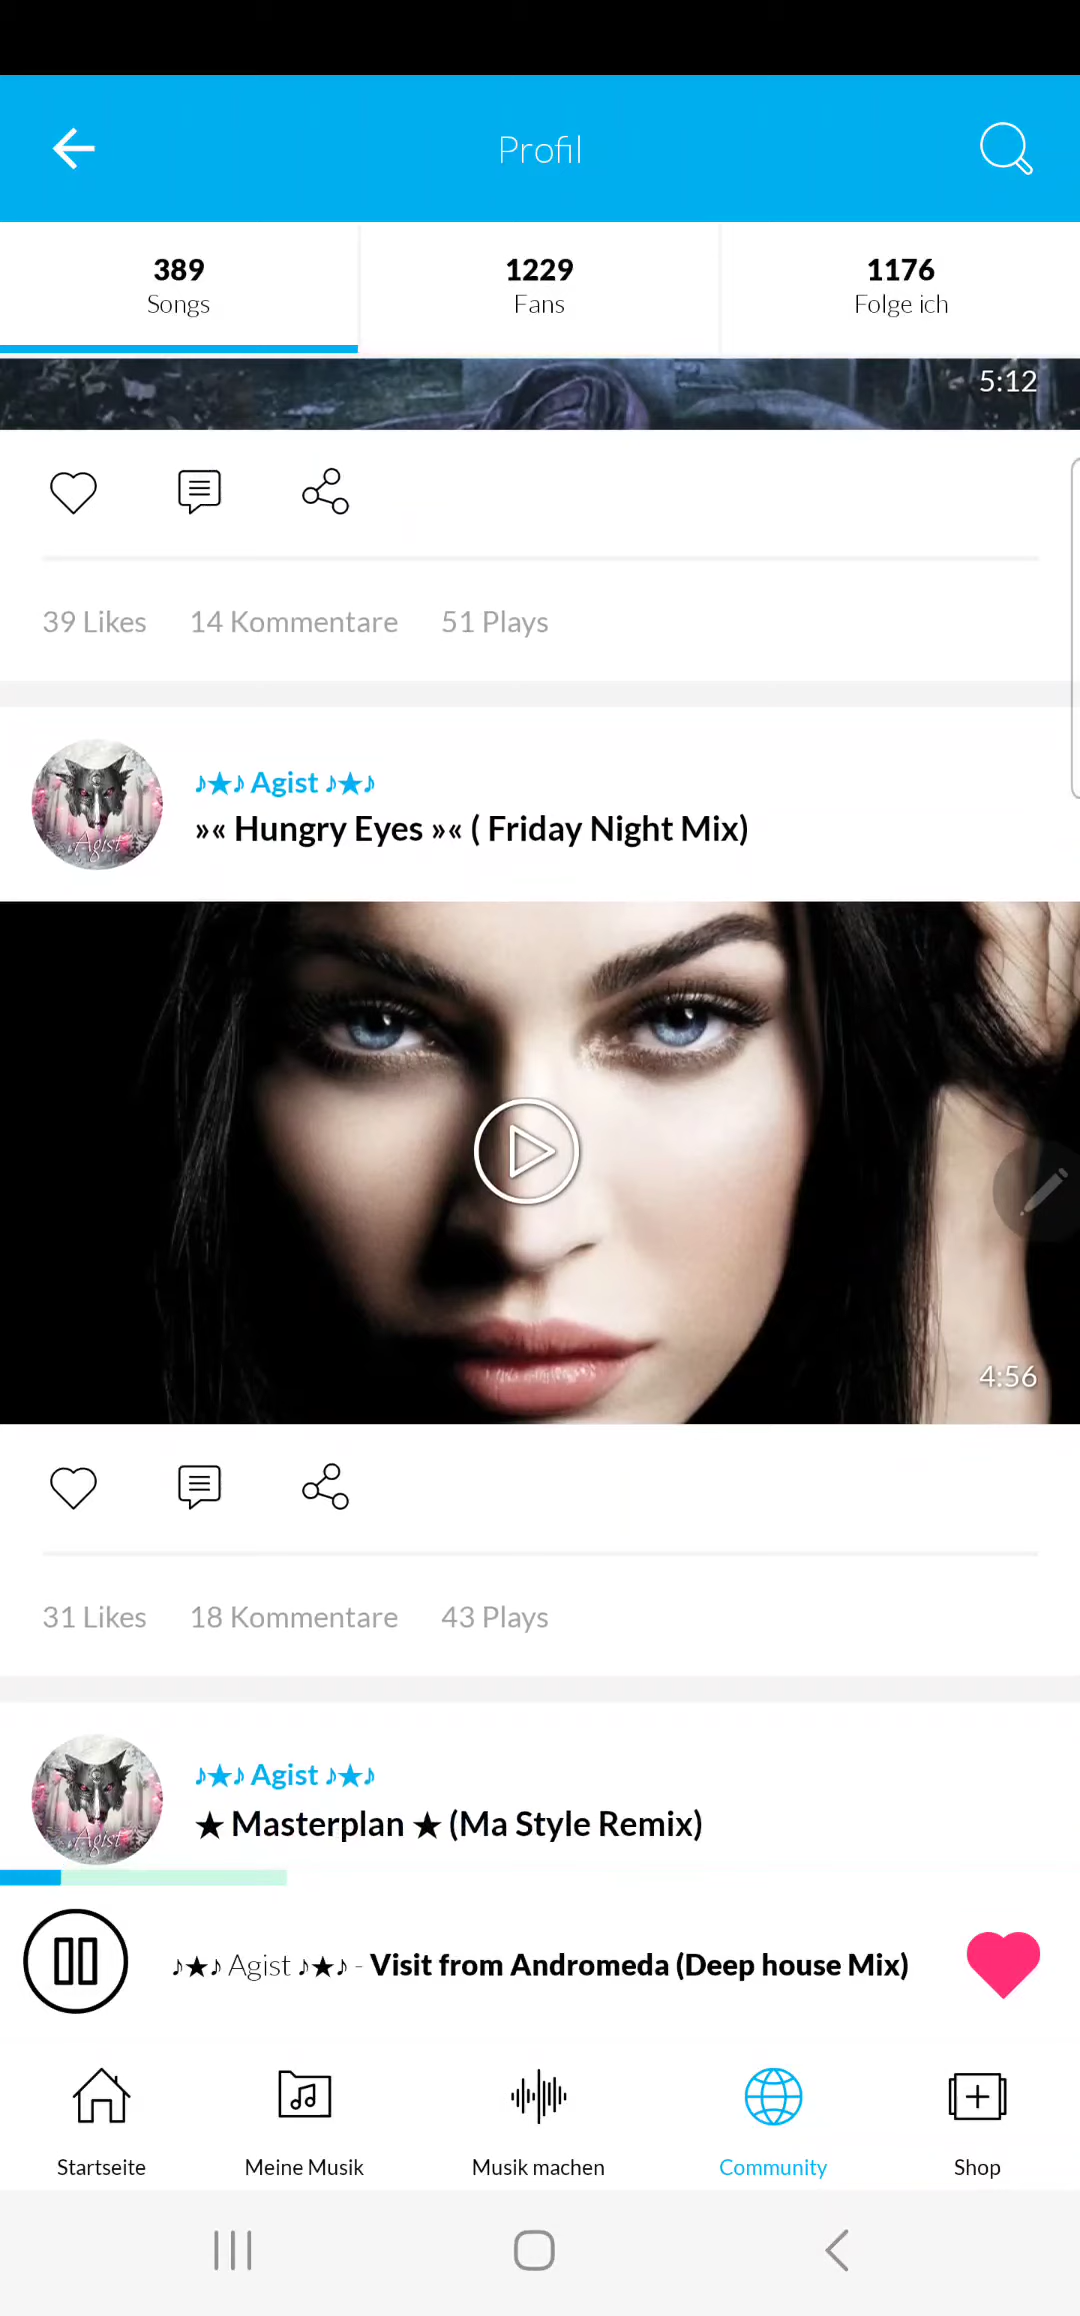 Profil
389
Songs
1229
Fans
1176
Folge ich
5:12
39 Likes 14 Kommentare 51 Plays
♪★♪ Agist ♪★♪
»« Hungry Eyes »« ( Friday Night Mix)
Agist
4:56
31 Likes 18 Kommentare 43 Plays
♪★♪ Agist ♪★♪
★ Masterplan ★ (Ma Style Remix)
Agist
♪★♪ Agist ♪★♪ - Visit from Andromeda (Deep house Mix)
Startseite
Meine Musik
Musik machen
Community
Shop